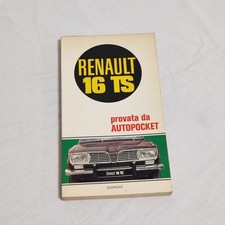 RENAULT
16 TS
provata da
AUTOPOCKET